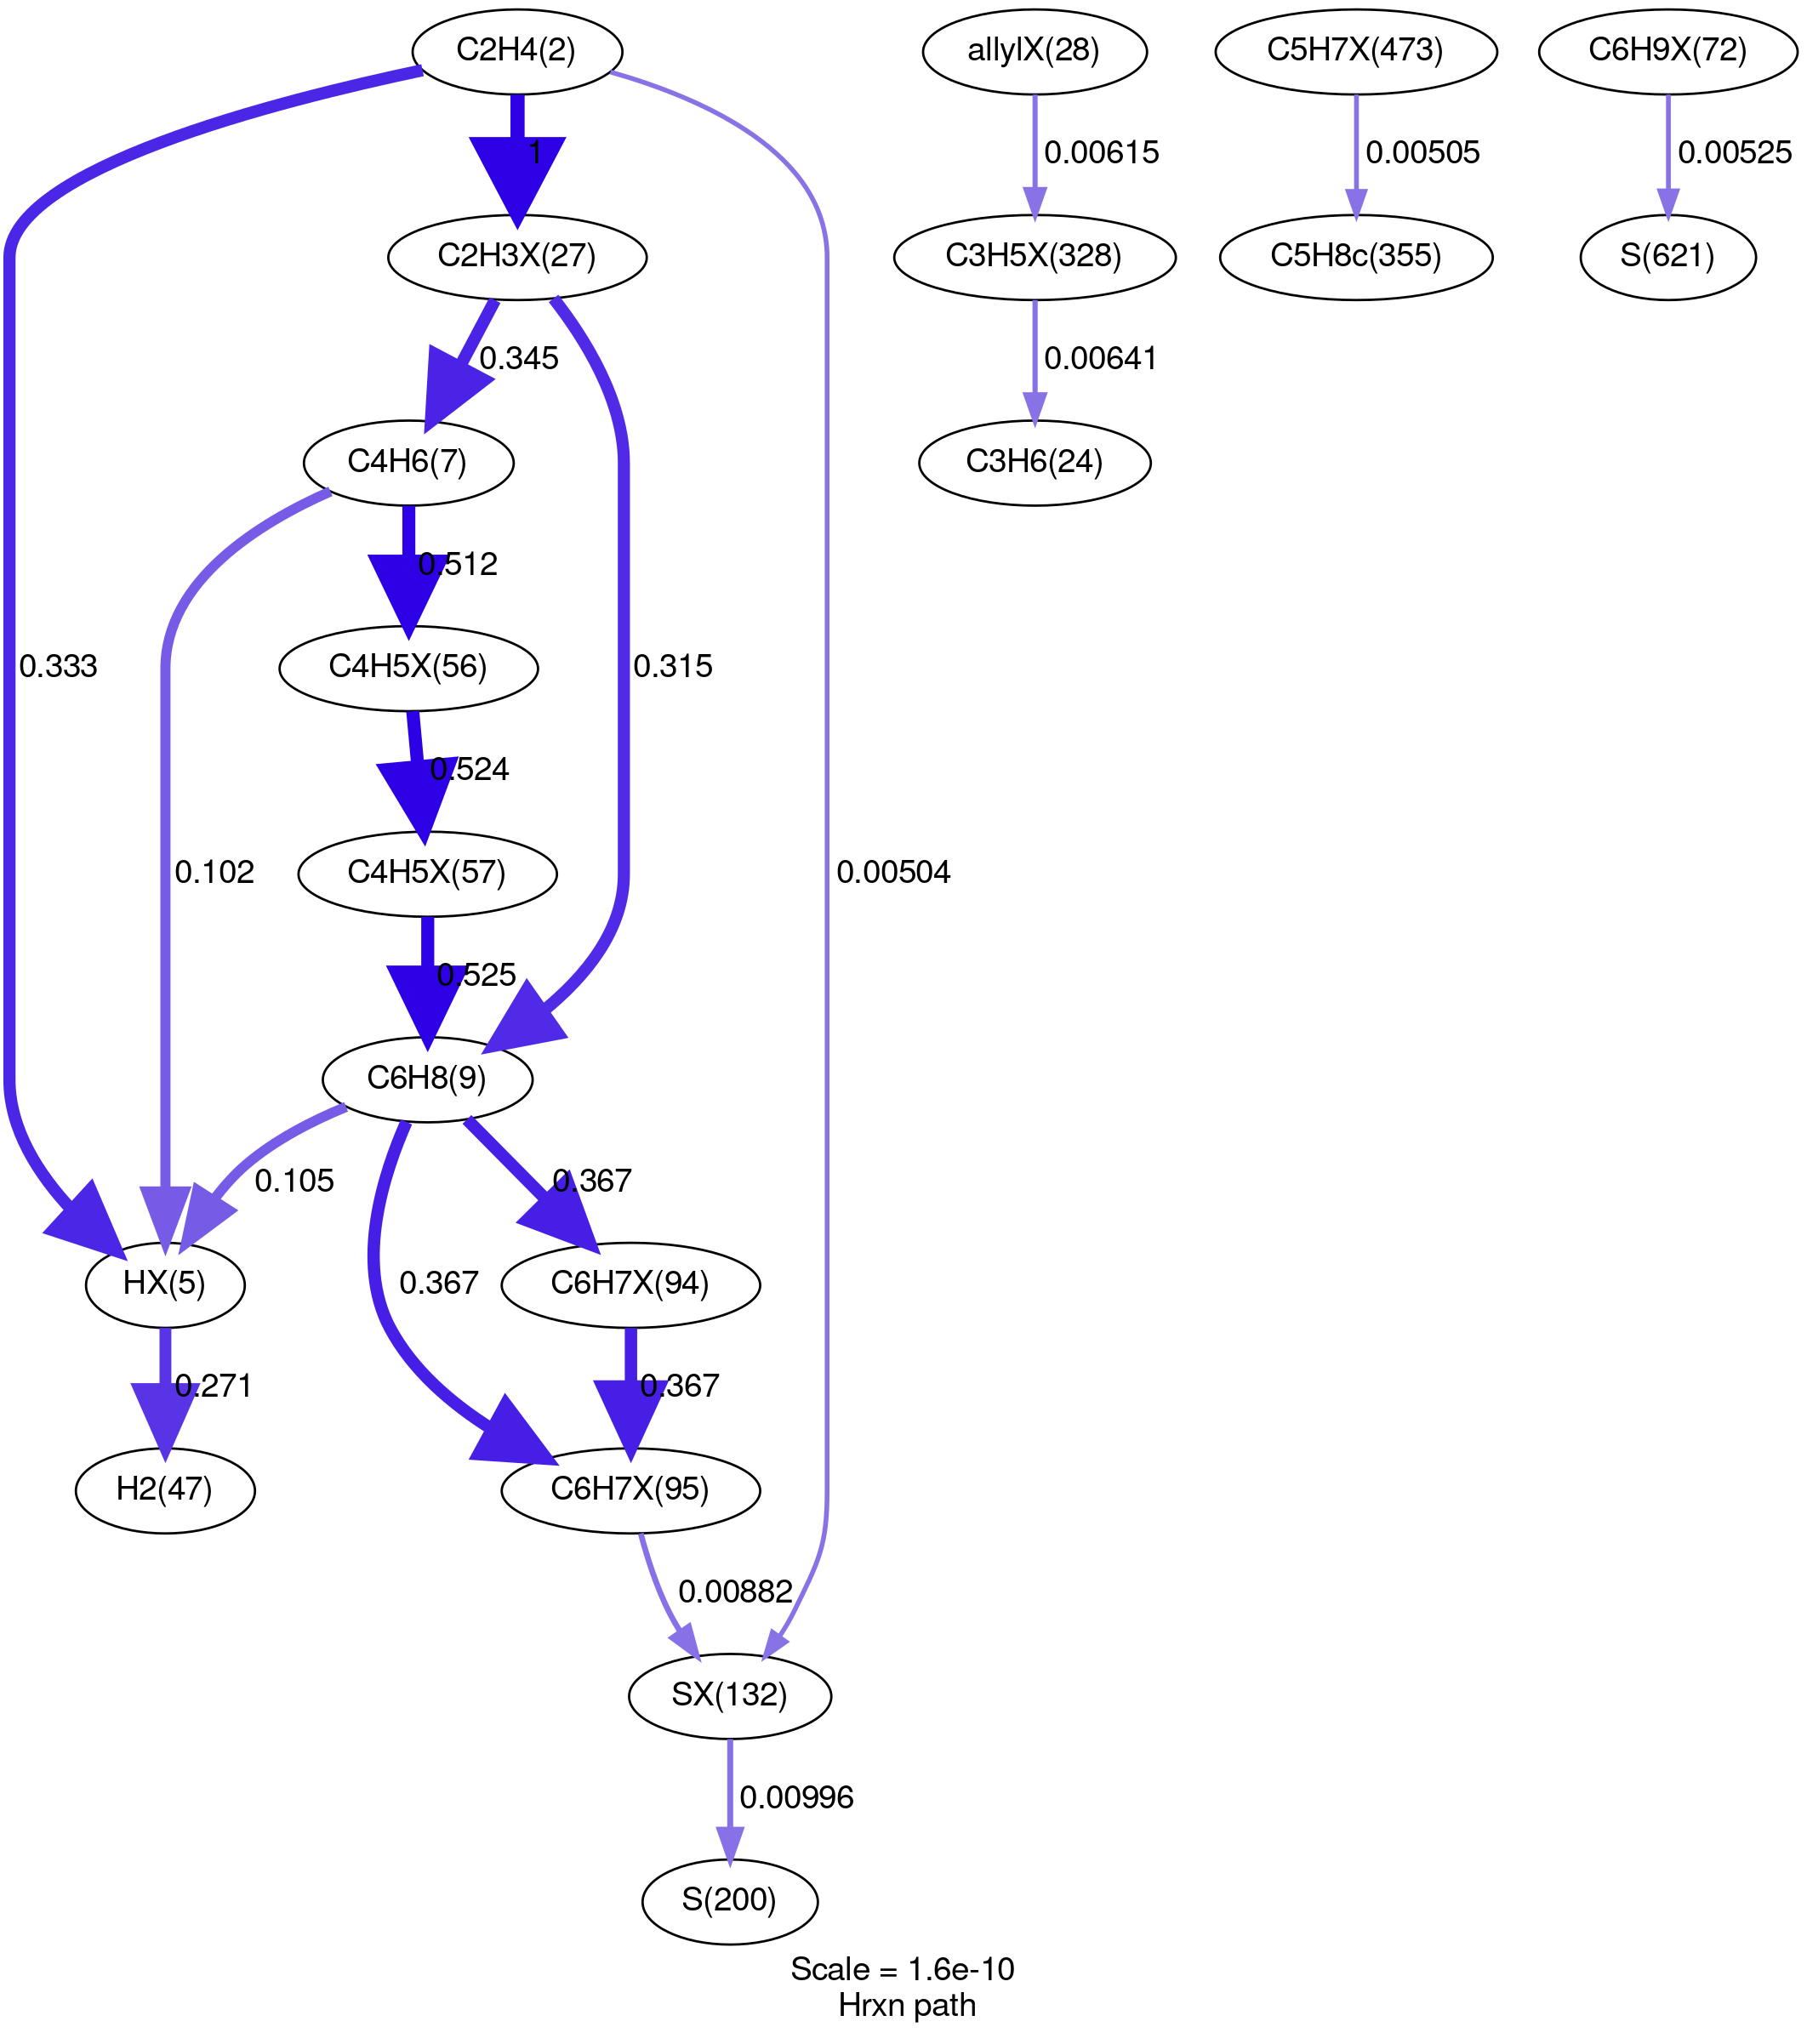 C2H4(2)
allylX(28)
C5H7X(473)
C6H9X(72)
1
0.00615
0.00505
0.00525
C2H3X(27)
C3H5X(328)
C5H8c(355)
S(621)
0.345
0.00641
C4H6(7)
C3H6(24)
0.512
0.333
C4H5X(56)
0.315
0.524
0.102
C4H5X(57)
0.00504
0.525
C6H8(9)
0.105
0.367
HX(5)
0.367
C6H7X(94)
0.271
0.367
H2(47)
C6H7X(95)
0.00882
SX(132)
0.00996
S(200)
Scale = 1.6e-10
Hrxn path